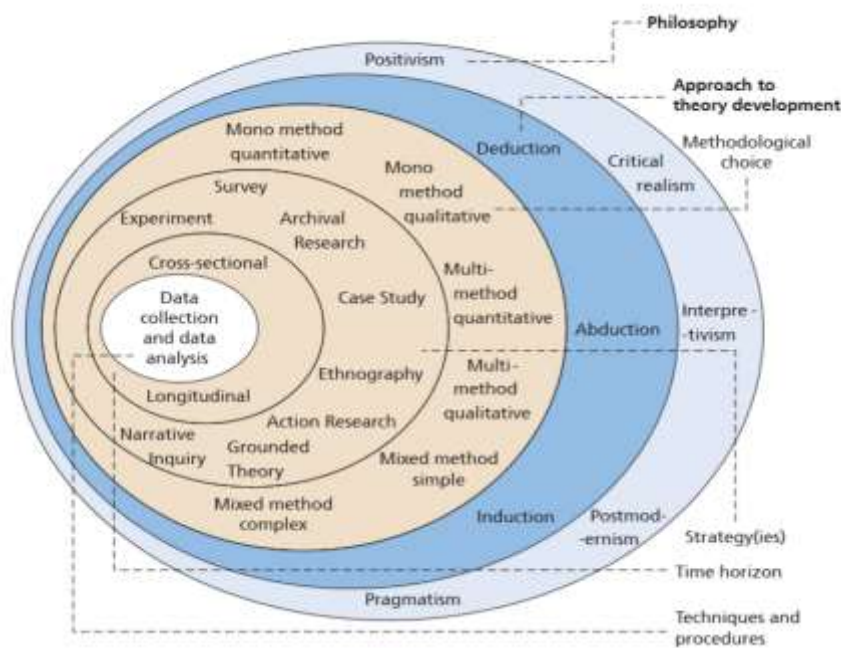 Philosophy
Positivism
Approach to
theory development
Mono method
quantitative
Deduction
Methodological
choice
Critical
realism
Mono
method
qualitative
Survey
Experiment
Archival
Research
Cross-sectional
Data
collection
and data
analysis
Case Study
Multi-
method
quantitative
Abduction
Interpre -
-tivism
Ethnography
Multi-
method
qualitative
Longitudinal
Action Research
Narrative
Inquiry
Grounded
Theory
Mixed method
simple
Mixed method
complex
Induction
Postmod-
-ernism
Strategy(ies)
Time horizon
Pragmatism
Techniques and
procedures